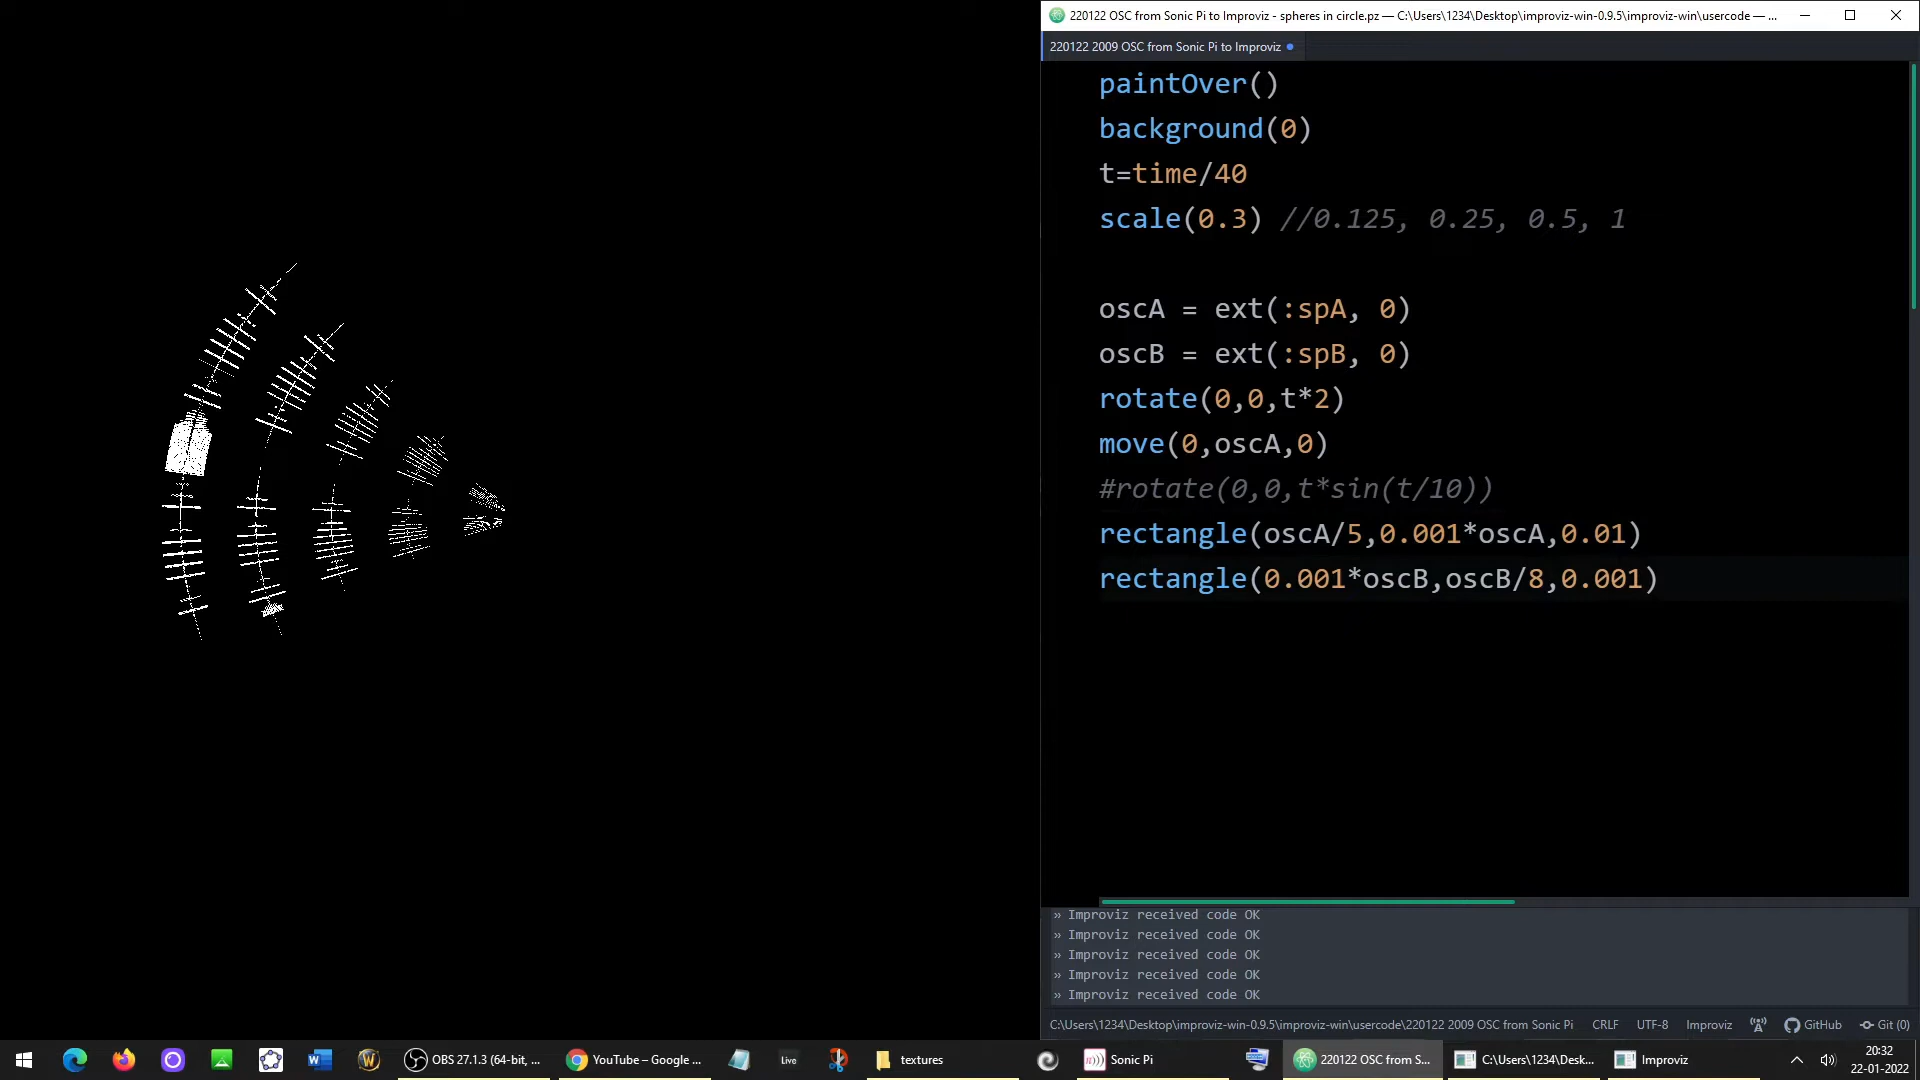 220122 OSC from Sonic Pi to Improviz - spheres in circle.pz — C:\Users\1234\Desktop\improviz-win-0.9.5\improviz-win\usercode — ...
220122 2009 OSC from Sonic Pi to Improviz
paintOver()
background(0)
t=time/40
scale(0.3) //0.125, 0.25, 0.5, 1
oscA = ext(:spA, 0)
oscB = ext(:spB, 0)
rotate(0,0,t*2)
move(0,oscA,0)
#rotate(0,0,t*sin(t/10))
rectangle(oscA/5,0.001*oscA,0.01)
rectangle(0.001*oscB,oscB/8,0.001)
» Improviz received code OK
» Improviz received code OK
» Improviz received code OK
» Improviz received code OK
» Improviz received code OK
C:\Users\1234\Desktop\improviz-win-0.9.5\improviz-win\usercode\220122 2009 OSC from Sonic Pi CRLF UTF-8 Improviz GitHub Git (0)
OBS 27.1.3 (64-bit, ... YouTube – Google ... Live textures Sonic Pi 220122 OSC from S... C:\Users\1234\Desk... Improviz 20:32
22-01-2022